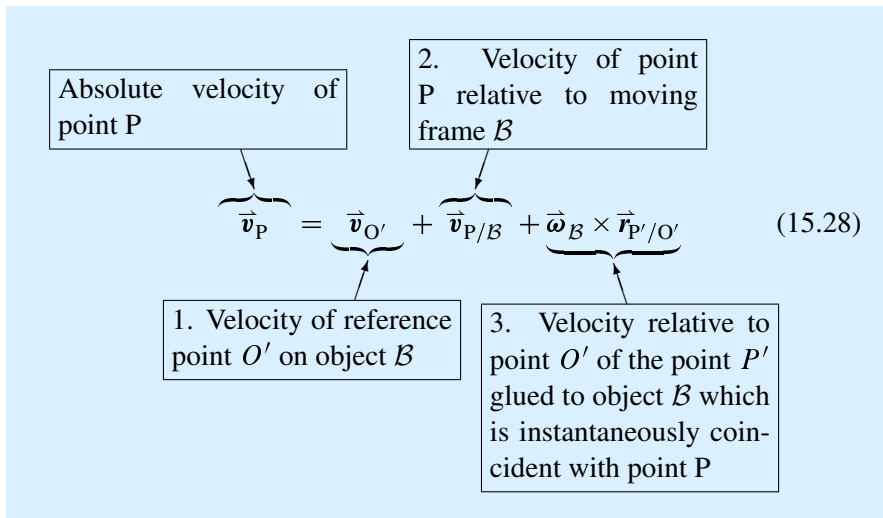 Absolute velocity of
point P
2. Velocity of point
P relative to moving
frame ℬ
v⃗_P = v⃗_O′ + v⃗_P/ℬ + ω⃗_ℬ × r⃗_P′/O′ (15.28)
1. Velocity of reference
point O′ on object ℬ
3. Velocity relative to
point O′ of the point P′
glued to object ℬ which
is instantaneously coin-
cident with point P